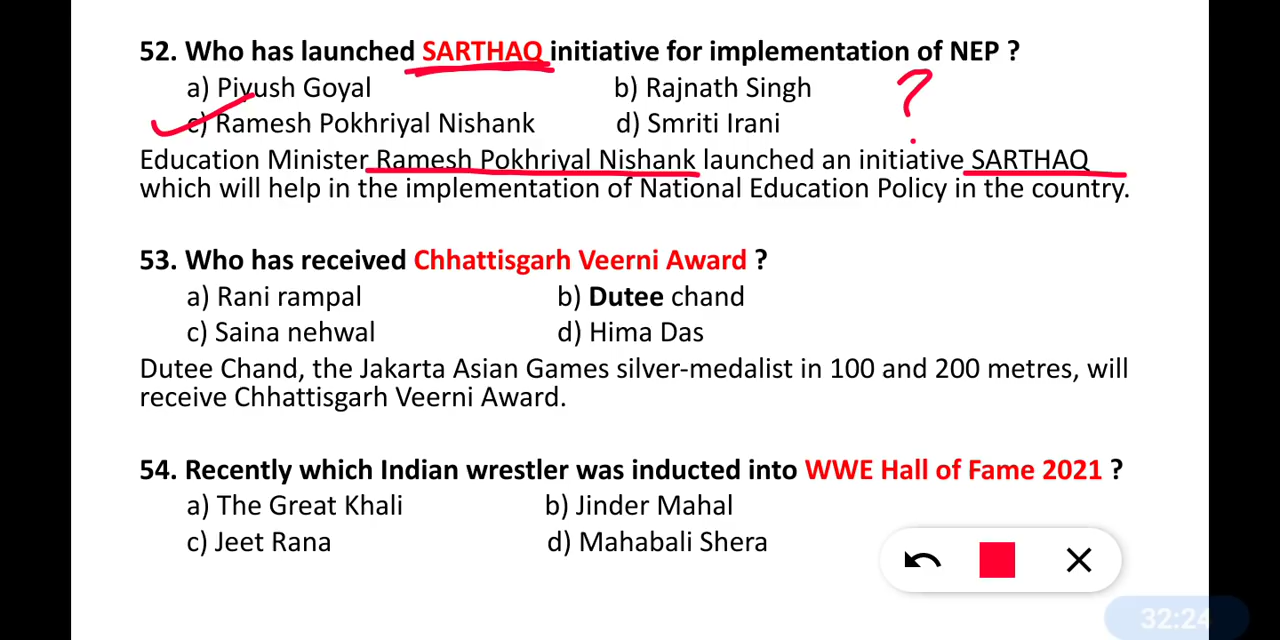 52. Who has launched SARTHAQ initiative for implementation of NEP ?
a) Piyush Goyal b) Rajnath Singh
c) Ramesh Pokhriyal Nishank d) Smriti Irani
?
Education Minister Ramesh Pokhriyal Nishank launched an initiative SARTHAQ
which will help in the implementation of National Education Policy in the country.
53. Who has received Chhattisgarh Veerni Award ?
a) Rani rampal b) Dutee chand
c) Saina nehwal d) Hima Das
Dutee Chand, the Jakarta Asian Games silver-medalist in 100 and 200 metres, will
receive Chhattisgarh Veerni Award.
54. Recently which Indian wrestler was inducted into WWE Hall of Fame 2021 ?
a) The Great Khali b) Jinder Mahal
c) Jeet Rana d) Mahabali Shera
32:24